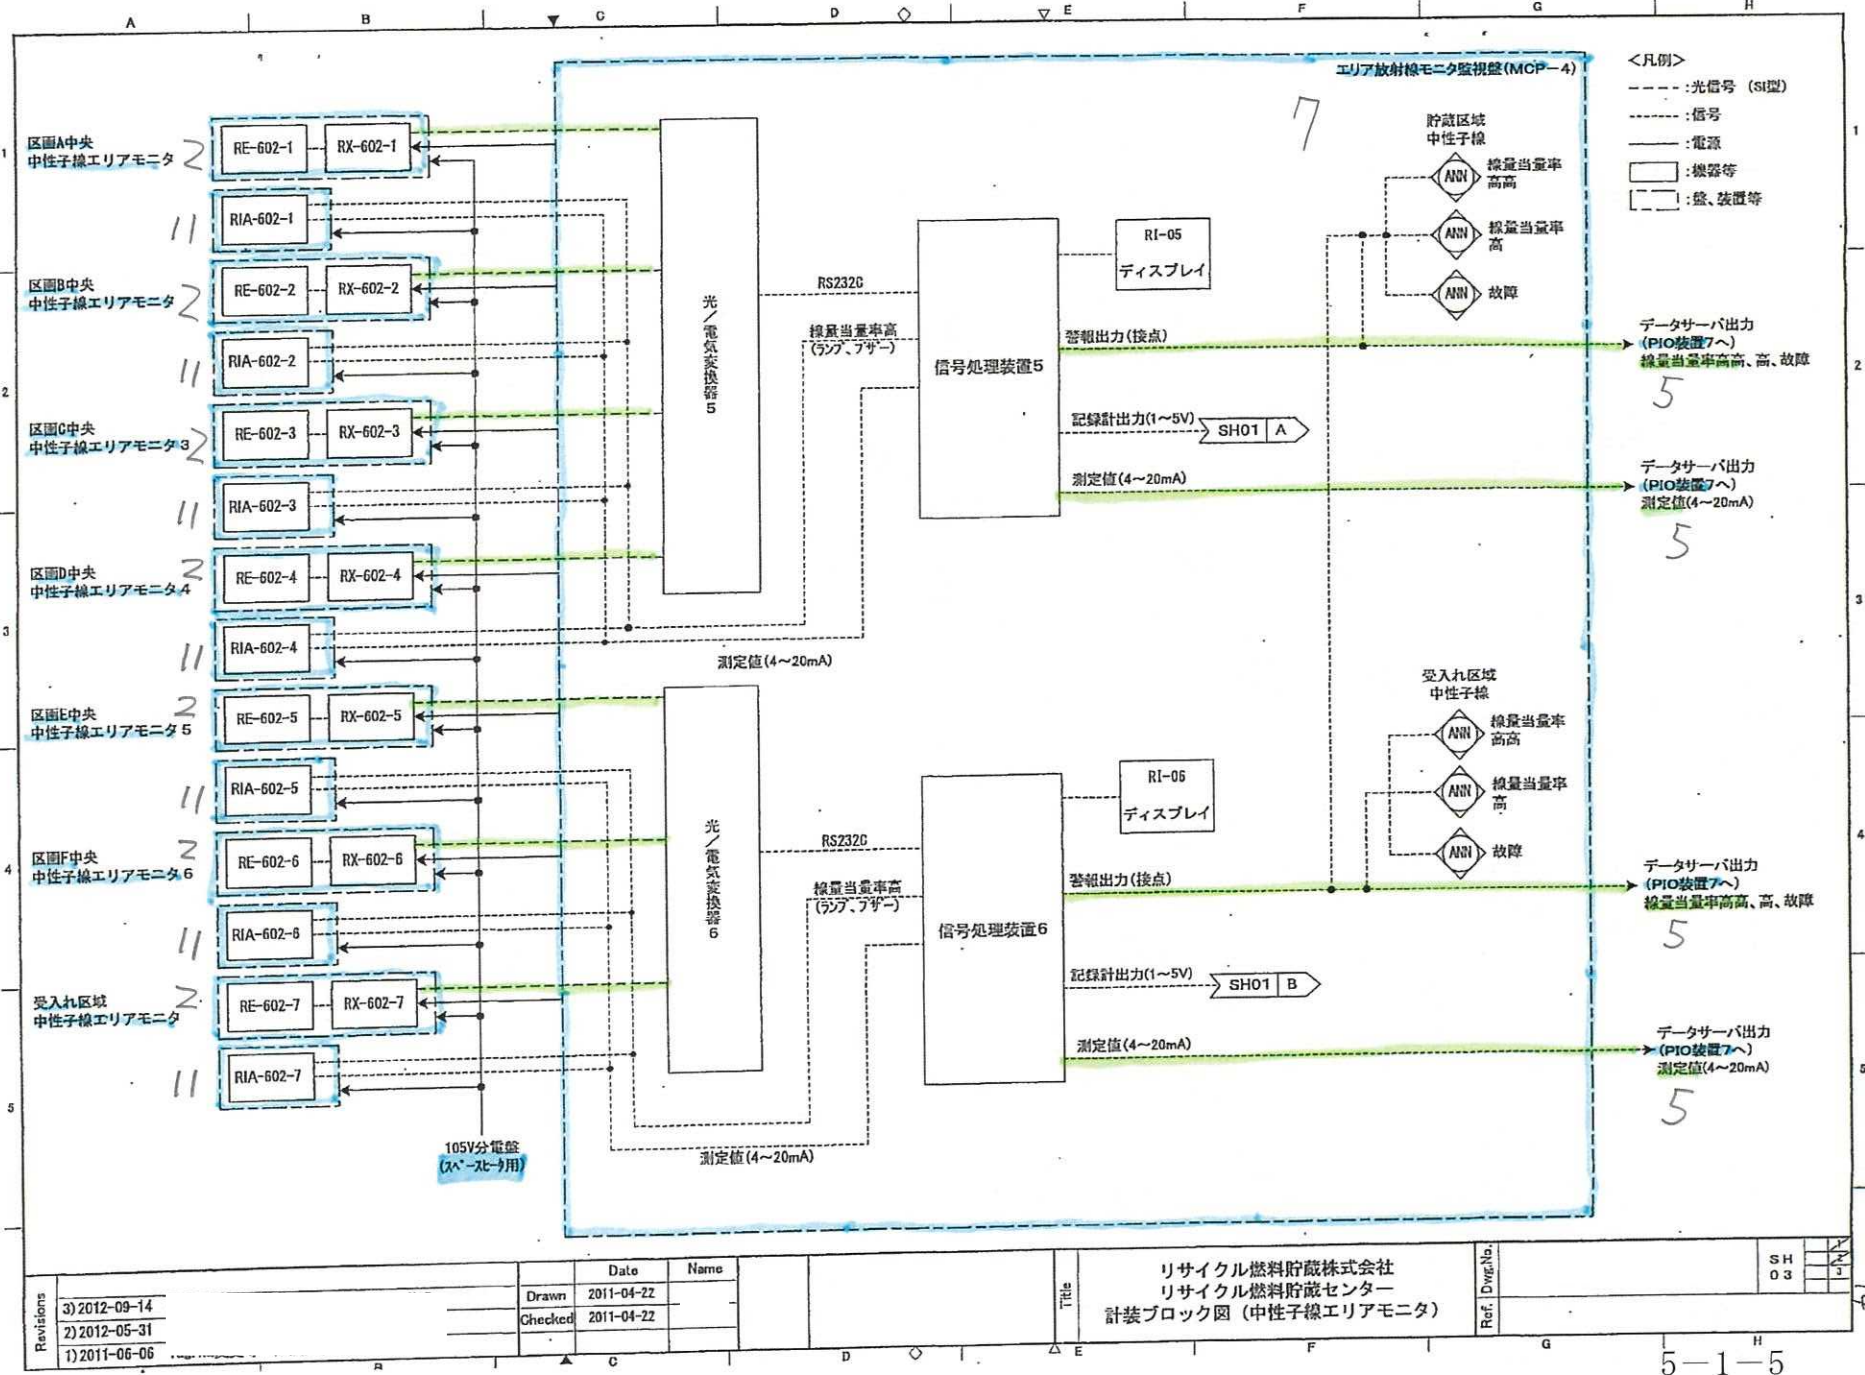 A B C D E F G H
エリア放射線モニタ監視盤(MCP-4)
7
<凡例>
:光信号 (SI型)
:信号
:電源
:機器等
:盤、装置等
1
区画A中央
中性子線エリアモニタ
2
RE-602-1
RX-602-1
11
RIA-602-1
区画B中央
中性子線エリアモニタ
2
RE-602-2
RX-602-2
11
RIA-602-2
2
区画C中央
中性子線エリアモニタ3
2
RE-602-3
RX-602-3
11
RIA-602-3
区画D中央
中性子線エリアモニタ4
2
RE-602-4
RX-602-4
3
11
RIA-602-4
区画E中央
中性子線エリアモニタ5
2
RE-602-5
RX-602-5
11
RIA-602-5
4
区画F中央
中性子線エリアモニタ6
2
RE-602-6
RX-602-6
11
RIA-602-6
受入れ区域
中性子線エリアモニタ
2
RE-602-7
RX-602-7
11
RIA-602-7
5
105V分電盤
(スペースヒータ用)
光/電気変換器5
RS232C
線量当量率高
(ランプ、ブザー)
測定値(4～20mA)
信号処理装置5
RI-05
ディスプレイ
警報出力(接点)
記録計出力(1～5V)
SH01 A
測定値(4～20mA)
貯蔵区域
中性子線
ANN
線量当量率
高高
ANN
線量当量率
高
ANN
故障
1
データサーバ出力
(PIO装置7へ)
線量当量率高高、高、故障
2
5
データサーバ出力
(PIO装置7へ)
測定値(4～20mA)
5
3
光/電気変換器6
RS232C
線量当量率高
(ランプ、ブザー)
測定値(4～20mA)
信号処理装置6
RI-06
ディスプレイ
警報出力(接点)
記録計出力(1～5V)
SH01 B
測定値(4～20mA)
受入れ区域
中性子線
ANN
線量当量率
高高
ANN
線量当量率
高
ANN
故障
4
データサーバ出力
(PIO装置7へ)
線量当量率高高、高、故障
5
データサーバ出力
(PIO装置7へ)
測定値(4～20mA)
5
5
Revisions
3)2012-09-14
2)2012-05-31
1)2011-06-06
Date Name
Drawn 2011-04-22
Checked 2011-04-22
Title
リサイクル燃料貯蔵株式会社
リサイクル燃料貯蔵センター
計装ブロック図(中性子線エリアモニタ)
Ref. Dwg.No.
SH
03
1
2
3
B C D E F G H
5-1-5